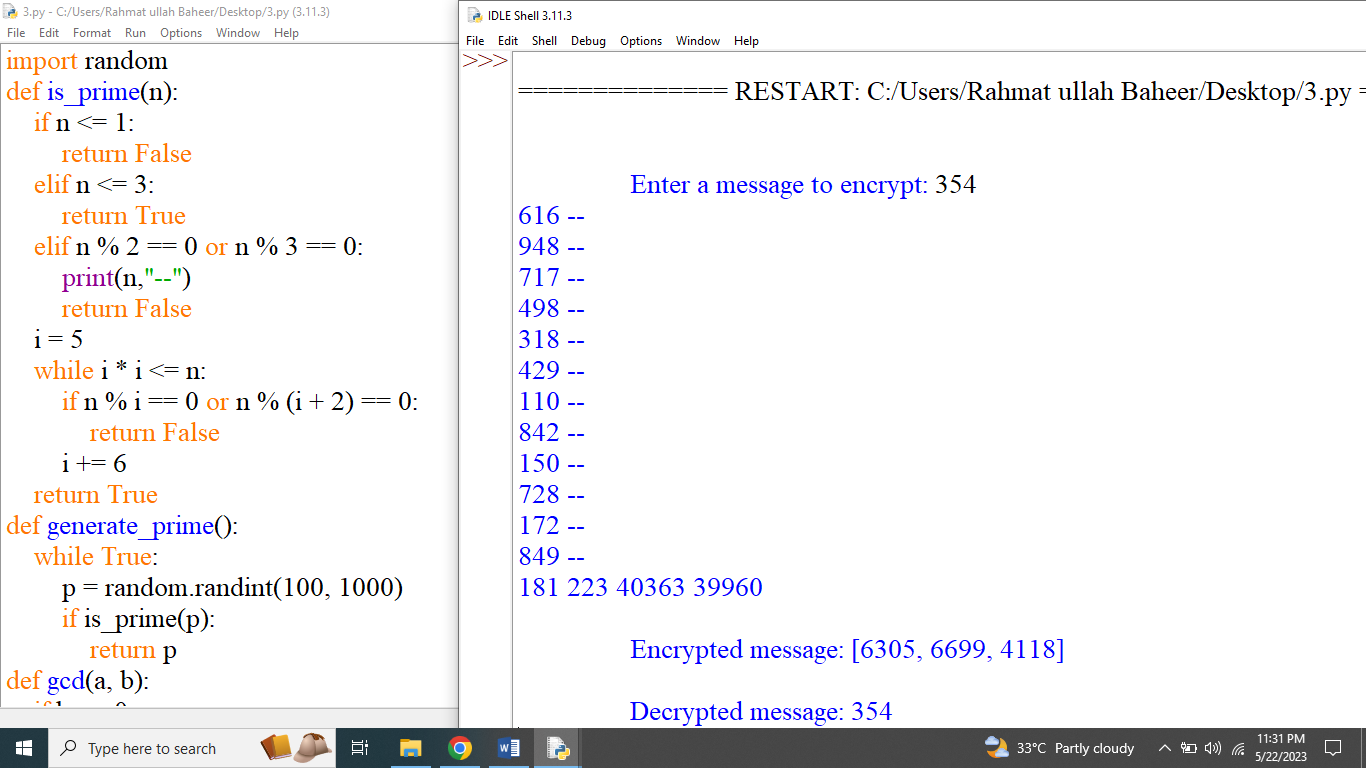 3.py - C:/Users/Rahmat ullah Baheer/Desktop/3.py (3.11.3)
File Edit Format Run Options Window Help
import random
def is_prime(n):
    if n <= 1:
        return False
    elif n <= 3:
        return True
    elif n % 2 == 0 or n % 3 == 0:
        print(n,"--")
        return False
    i = 5
    while i * i <= n:
        if n % i == 0 or n % (i + 2) == 0:
            return False
        i += 6
    return True
def generate_prime():
    while True:
        p = random.randint(100, 1000)
        if is_prime(p):
            return p
def gcd(a, b):
IDLE Shell 3.11.3
File Edit Shell Debug Options Window Help
>>>
============== RESTART: C:/Users/Rahmat ullah Baheer/Desktop/3.py =
Enter a message to encrypt: 354
616 --
948 --
717 --
498 --
318 --
429 --
110 --
842 --
150 --
728 --
172 --
849 --
181 223 40363 39960
Encrypted message: [6305, 6699, 4118]
Decrypted message: 354
Type here to search
33°C Partly cloudy
11:31 PM
5/22/2023